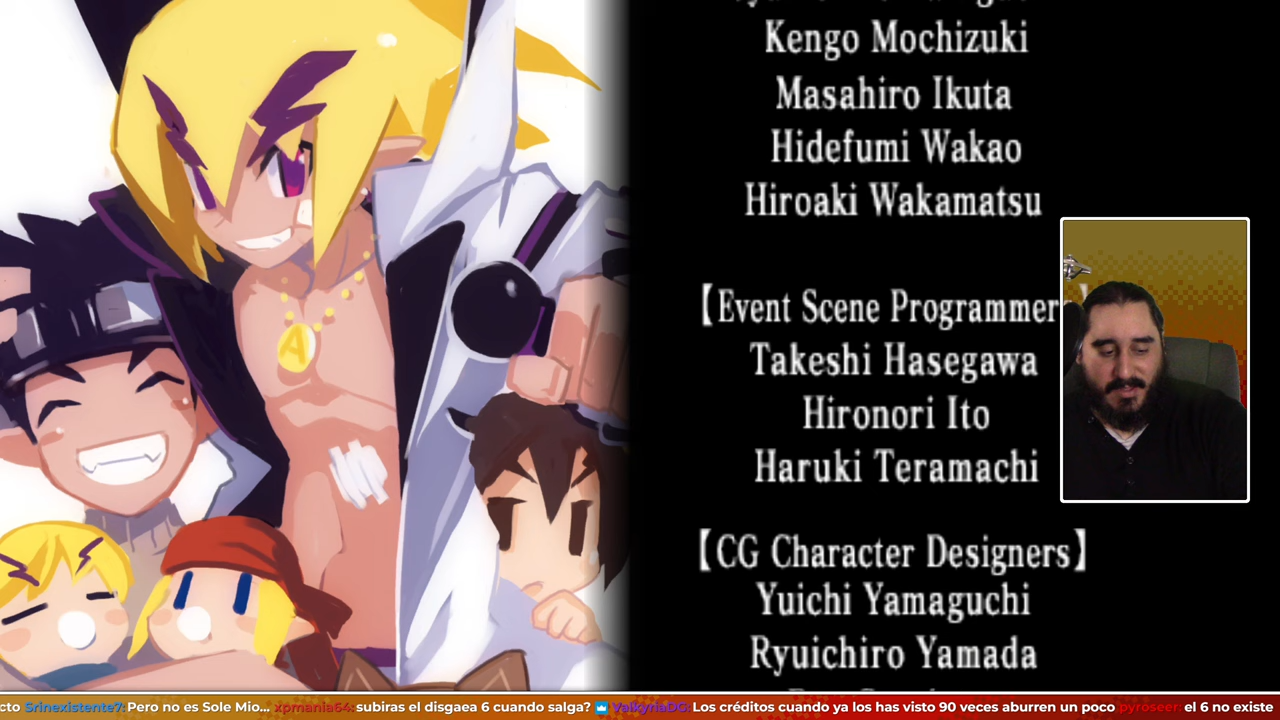 Kengo Mochizuki
Masahiro Ikuta
Hidefumi Wakao
Hiroaki Wakamatsu
【Event Scene Programmers】
Takeshi Hasegawa
Hironori Ito
Haruki Teramachi
【CG Character Designers】
Yuichi Yamaguchi
Ryuichiro Yamada
A
cto Srinexistente7: Pero no es Sole Mio... xpmania64: subiras el disgaea 6 cuando salga? ValkyriaDG: Los créditos cuando ya los has visto 90 veces aburren un poco pyroseer: el 6 no existe